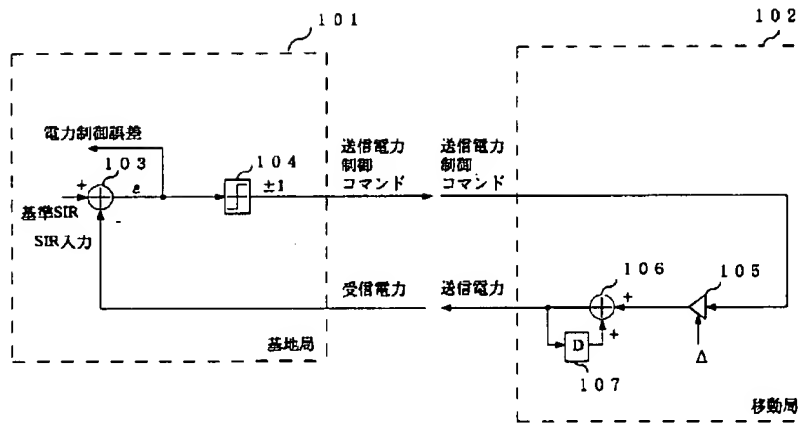 101
102
電力制御誤差
103
104
送信電力
制御
コマンド
送信電力
制御
コマンド
+
e
±1
基準SIR
-
SIR入力
受信電力
送信電力
106
105
+
+
D
Δ
107
基地局
移動局